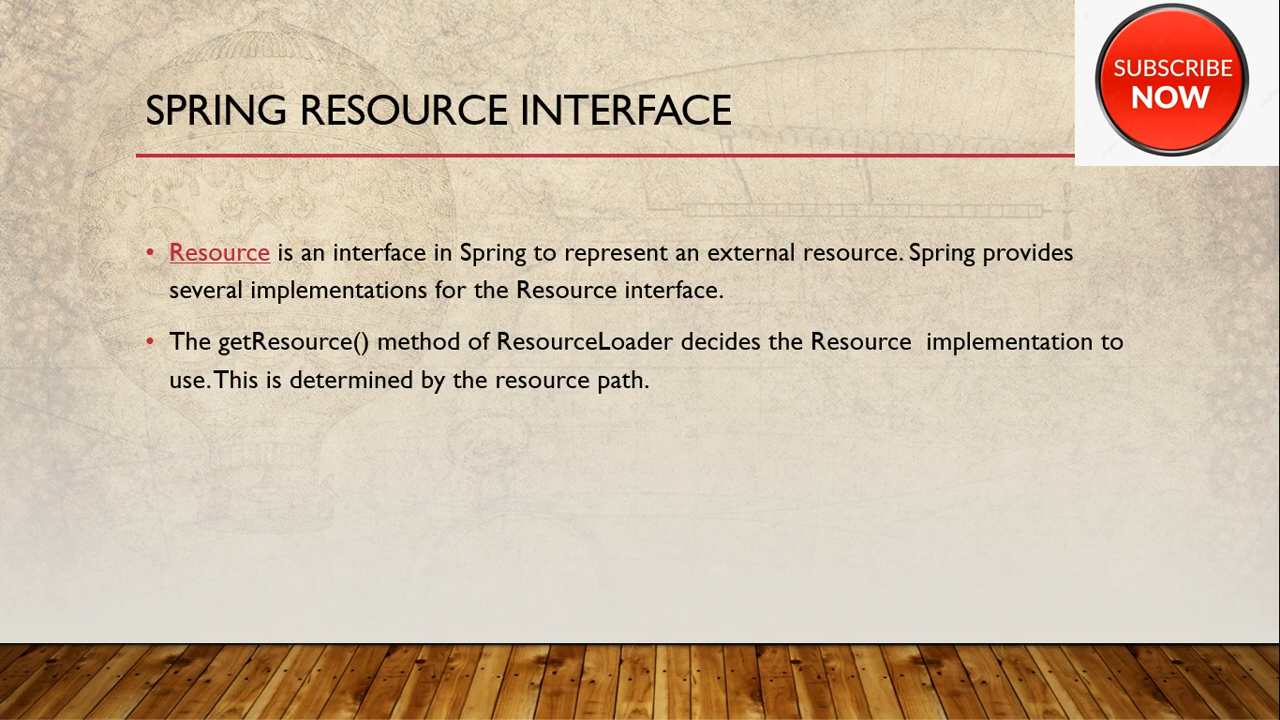 SUBSCRIBE
NOW
SPRING RESOURCE INTERFACE
• Resource is an interface in Spring to represent an external resource. Spring provides
several implementations for the Resource interface.
• The getResource() method of ResourceLoader decides the Resource  implementation to
use. This is determined by the resource path.